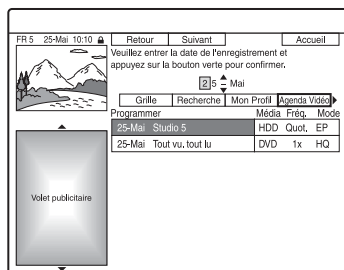 FR 5 25-Mai 10:10
Retour Suivant Accueil
Veuillez entrer la date de l'enregistrement et
appuyez sur la bouton verte pour confirmer.
25 Mai
Grille Recherche Mon Profil Agenda Vidéo
Programmer Média Fréq. Mode
25-Mai Studio 5 HDD Quot. EP
25-Mai Tout vu, tout lu DVD 1x HQ
Volet publicitaire